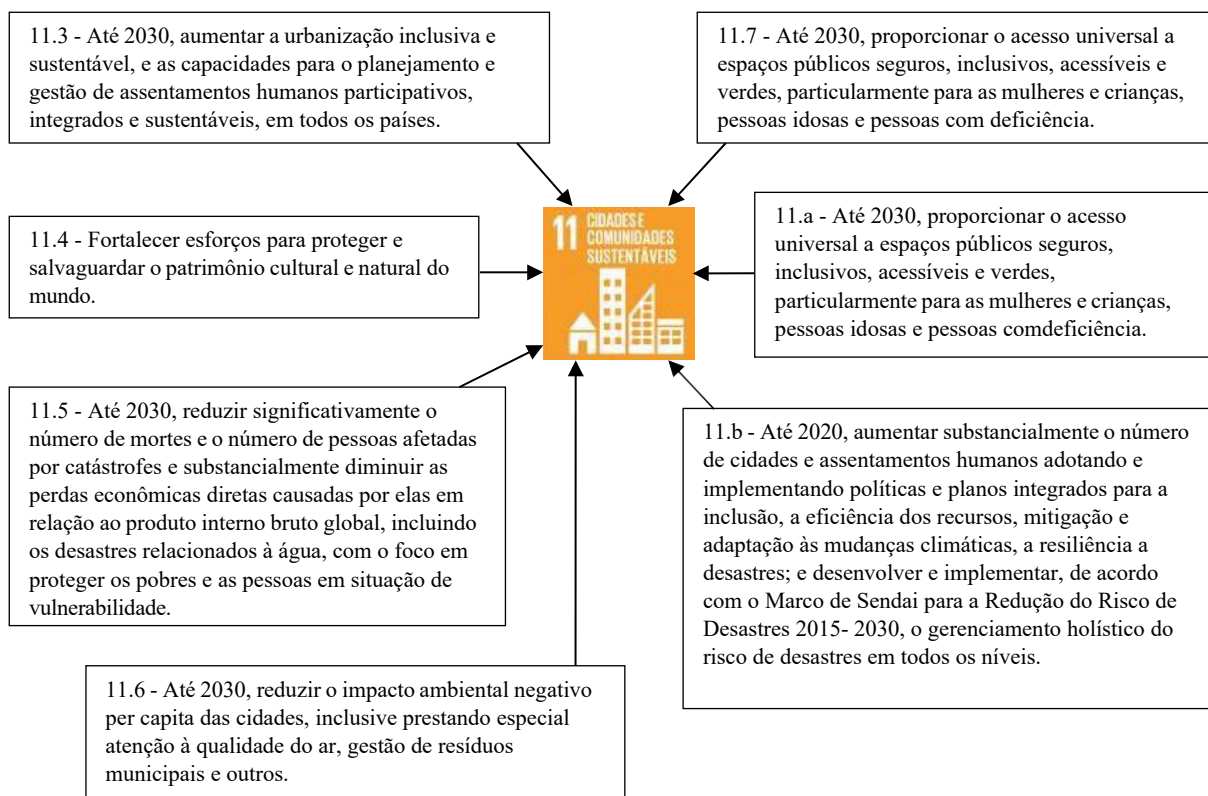 11.3 - Até 2030, aumentar a urbanização inclusiva e
sustentável, e as capacidades para o planejamento e
gestão de assentamentos humanos participativos,
integrados e sustentáveis, em todos os países.
11.7 - Até 2030, proporcionar o acesso universal a
espaços públicos seguros, inclusivos, acessíveis e
verdes, particularmente para as mulheres e crianças,
pessoas idosas e pessoas com deficiência.
11.4 - Fortalecer esforços para proteger e
salvaguardar o patrimônio cultural e natural do
mundo.
11 CIDADES E
COMUNIDADES
SUSTENTÁVEIS
11.a - Até 2030, proporcionar o acesso
universal a espaços públicos seguros,
inclusivos, acessíveis e verdes,
particularmente para as mulheres e crianças,
pessoas idosas e pessoas comdeficiência.
11.5 - Até 2030, reduzir significativamente o
número de mortes e o número de pessoas afetadas
por catástrofes e substancialmente diminuir as
perdas econômicas diretas causadas por elas em
relação ao produto interno bruto global, incluindo
os desastres relacionados à água, com o foco em
proteger os pobres e as pessoas em situação de
vulnerabilidade.
11.b - Até 2020, aumentar substancialmente o número
de cidades e assentamentos humanos adotando e
implementando políticas e planos integrados para a
inclusão, a eficiência dos recursos, mitigação e
adaptação às mudanças climáticas, a resiliência a
desastres; e desenvolver e implementar, de acordo
com o Marco de Sendai para a Redução do Risco de
Desastres 2015- 2030, o gerenciamento holístico do
risco de desastres em todos os níveis.
11.6 - Até 2030, reduzir o impacto ambiental negativo
per capita das cidades, inclusive prestando especial
atenção à qualidade do ar, gestão de resíduos
municipais e outros.